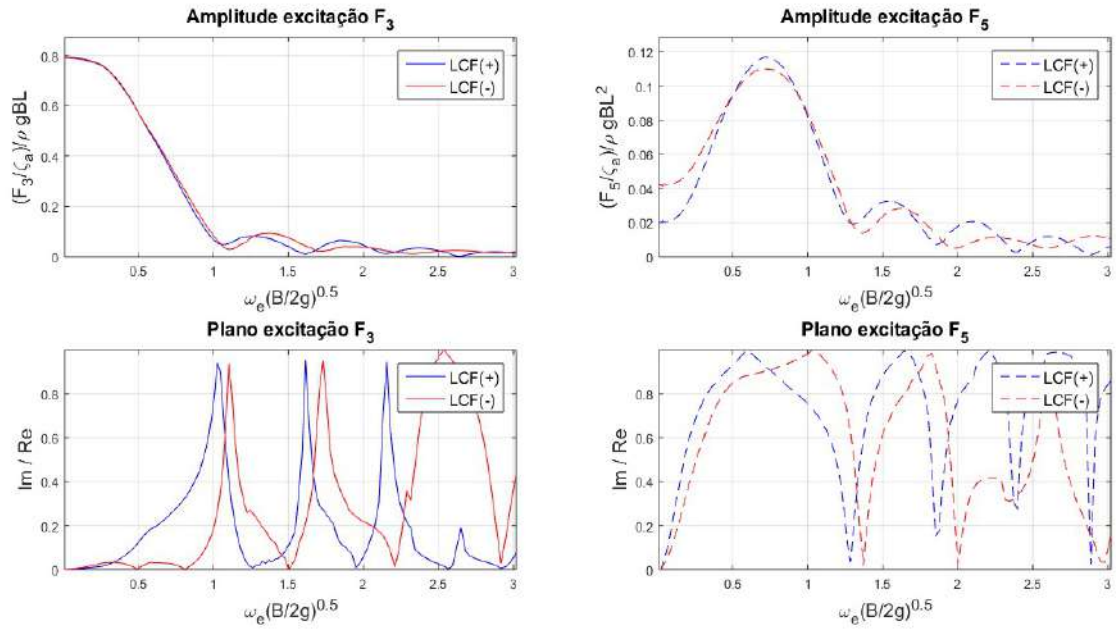 Amplitude excitação F₃
(F₃/ζₐ)/ρ gBL
0.8
0.6
0.4
0.2
0
LCF(+)
LCF(-)
0.5 1 1.5 2 2.5 3
ωₑ(B/2g)^0.5
Amplitude excitação F₅
(F₅/ζₐ)/ρ gBL²
0.12
0.1
0.08
0.06
0.04
0.02
0
LCF(+)
LCF(-)
0.5 1 1.5 2 2.5 3
ωₑ(B/2g)^0.5
Plano excitação F₃
Im / Re
0.8
0.6
0.4
0.2
0
LCF(+)
LCF(-)
0.5 1 1.5 2 2.5 3
ωₑ(B/2g)^0.5
Plano excitação F₅
Im / Re
0.8
0.6
0.4
0.2
0
LCF(+)
LCF(-)
0.5 1 1.5 2 2.5 3
ωₑ(B/2g)^0.5